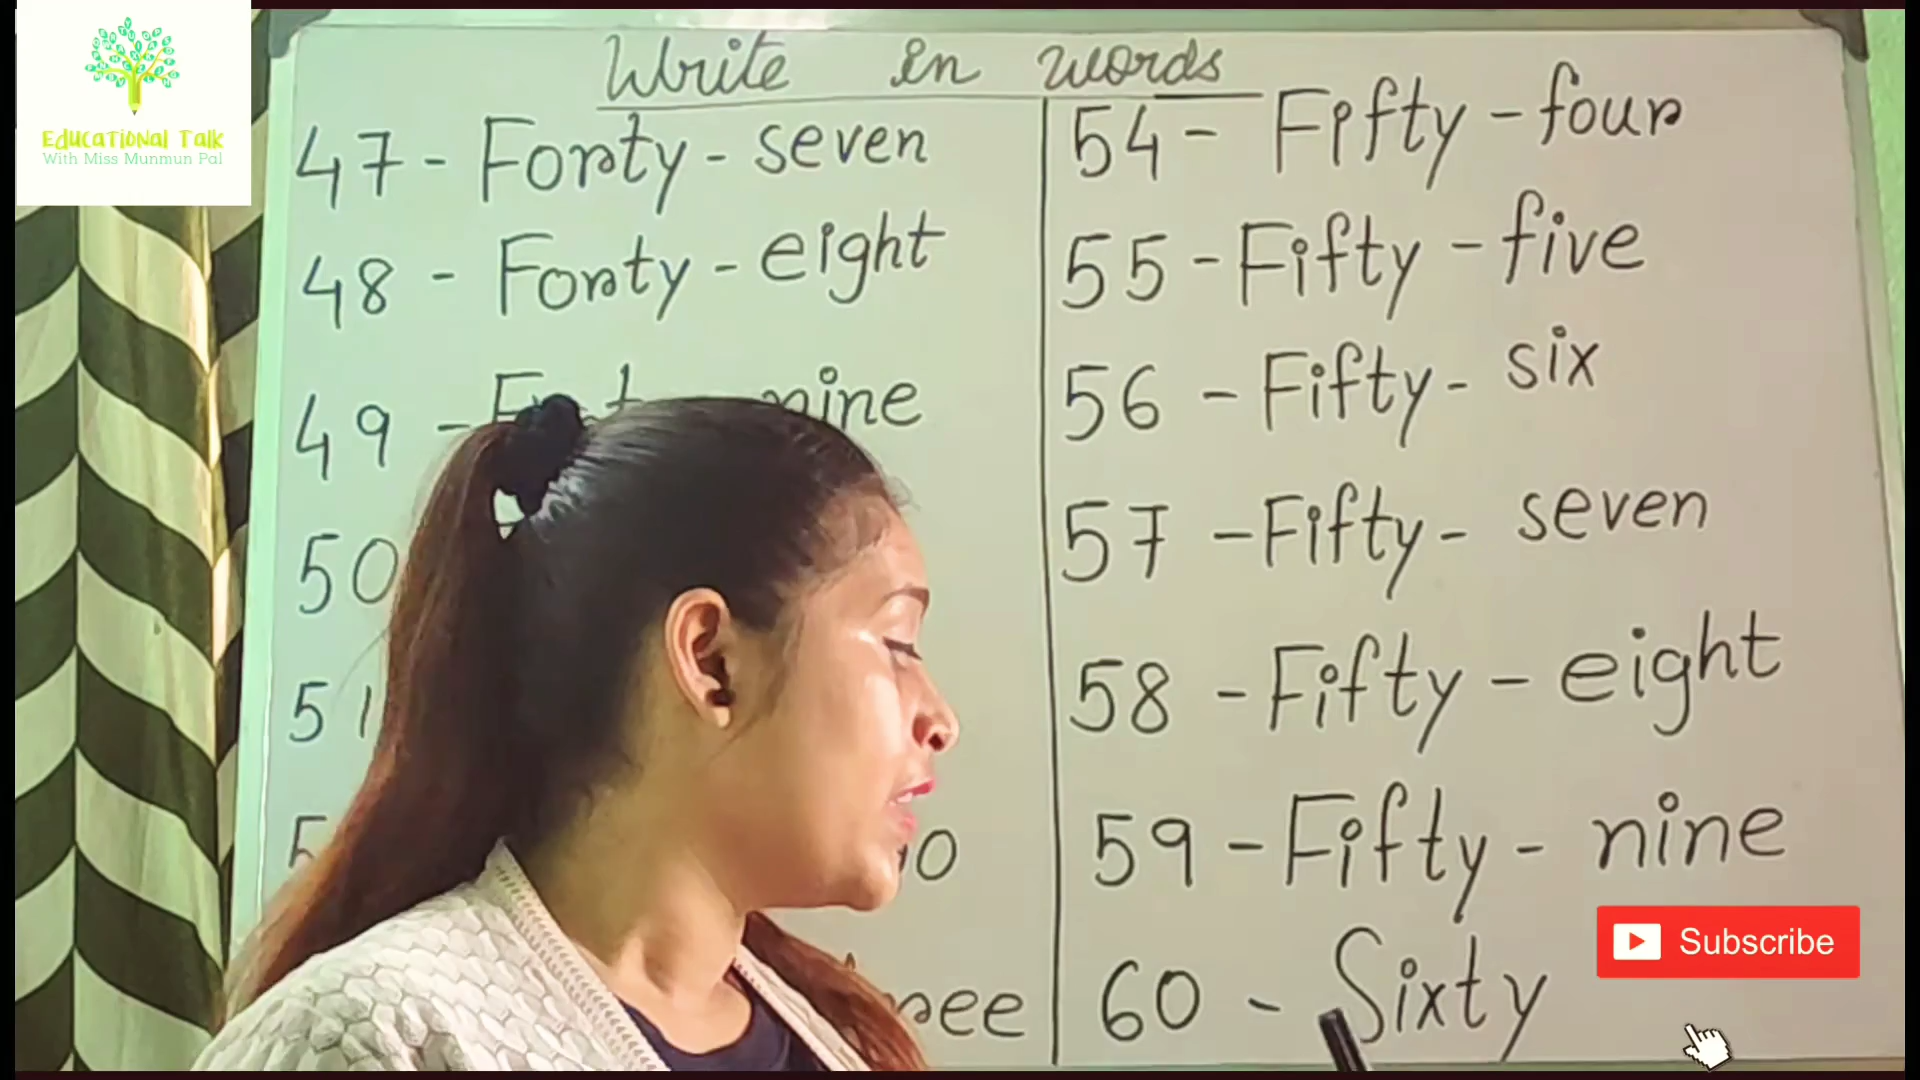 Educational Talk
With Miss Munmun Pal
Write in words
47 - Forty - seven
48 - Forty - eight
49 - nine
50
51
54 - Fifty - four
55 - Fifty - five
56 - Fifty - six
57 - Fifty - seven
58 - Fifty - eight
59 - Fifty - nine
60 - Sixty
Subscribe